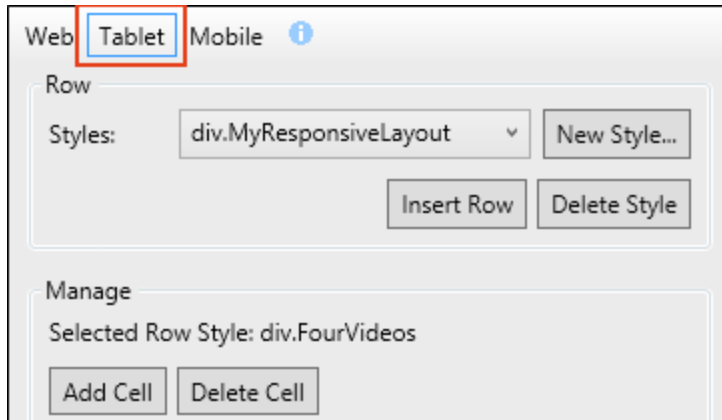 Web Tablet Mobile i
Row
Styles: div.MyResponsiveLayout New Style...
Insert Row Delete Style
Manage
Selected Row Style: div.FourVideos
Add Cell Delete Cell